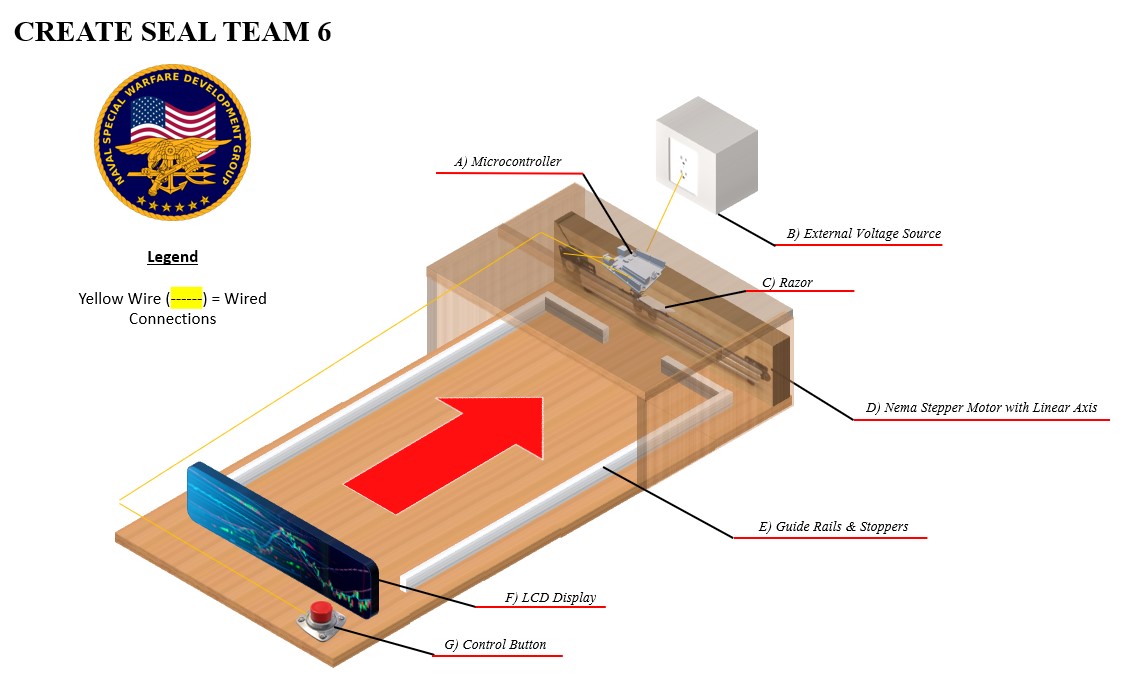 CREATE SEAL TEAM 6
NAVAL SPECIAL WARFARE DEVELOPMENT GROUP
Legend
Yellow Wire (------) = Wired
Connections
A) Microcontroller
B) External Voltage Source
C) Razor
D) Nema Stepper Motor with Linear Axis
E) Guide Rails & Stoppers
F) LCD Display
G) Control Button